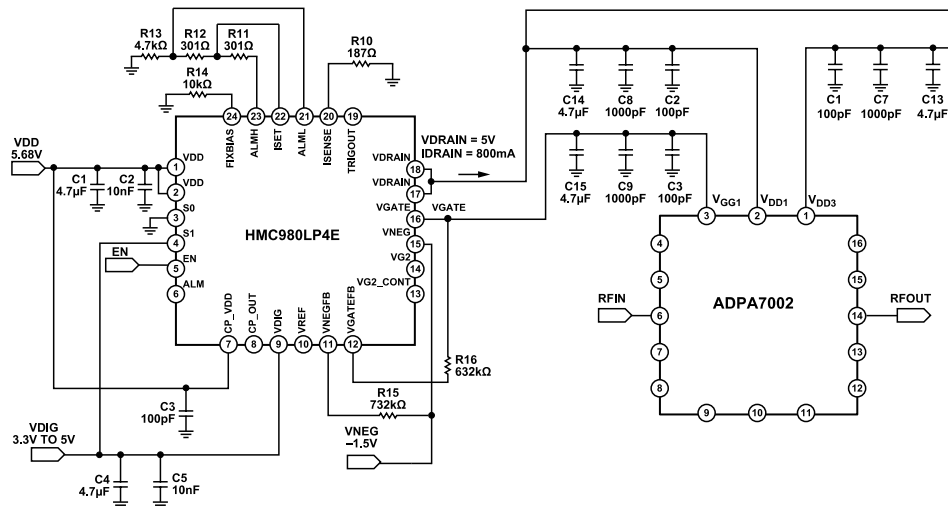 R13
4.7kΩ
R12
301Ω
R11
301Ω
R10
187Ω
R14
10kΩ
24
23
22
21
20
19
FIXBIAS
ALMH
ISET
ALML
ISENSE
TRIGOUT
VDD
5.68V
C1
4.7µF
C2
10nF
VDD
1
VDD
2
S0
3
S1
4
EN
EN
5
ALM
6
HMC980LP4E
VDRAIN = 5V
IDRAIN = 800mA
VDRAIN
18
VDRAIN
17
VGATE
16
VGATE
VNEG
15
VG2
14
VG2_CONT
13
CP_VDD
CP_OUT
VDIG
VREF
VNEGFB
VGATEFB
7
8
9
10
11
12
C3
100pF
R16
632kΩ
R15
732kΩ
VNEG
–1.5V
VDIG
3.3V TO 5V
C4
4.7µF
C5
10nF
C14
4.7µF
C8
1000pF
C2
100pF
C1
100pF
C7
1000pF
C13
4.7µF
C15
4.7µF
C9
1000pF
C3
100pF
VGG1
VDD1
VDD3
3
2
1
4
5
RFIN
6
7
8
ADPA7002
16
15
14
RFOUT
13
12
9
10
11